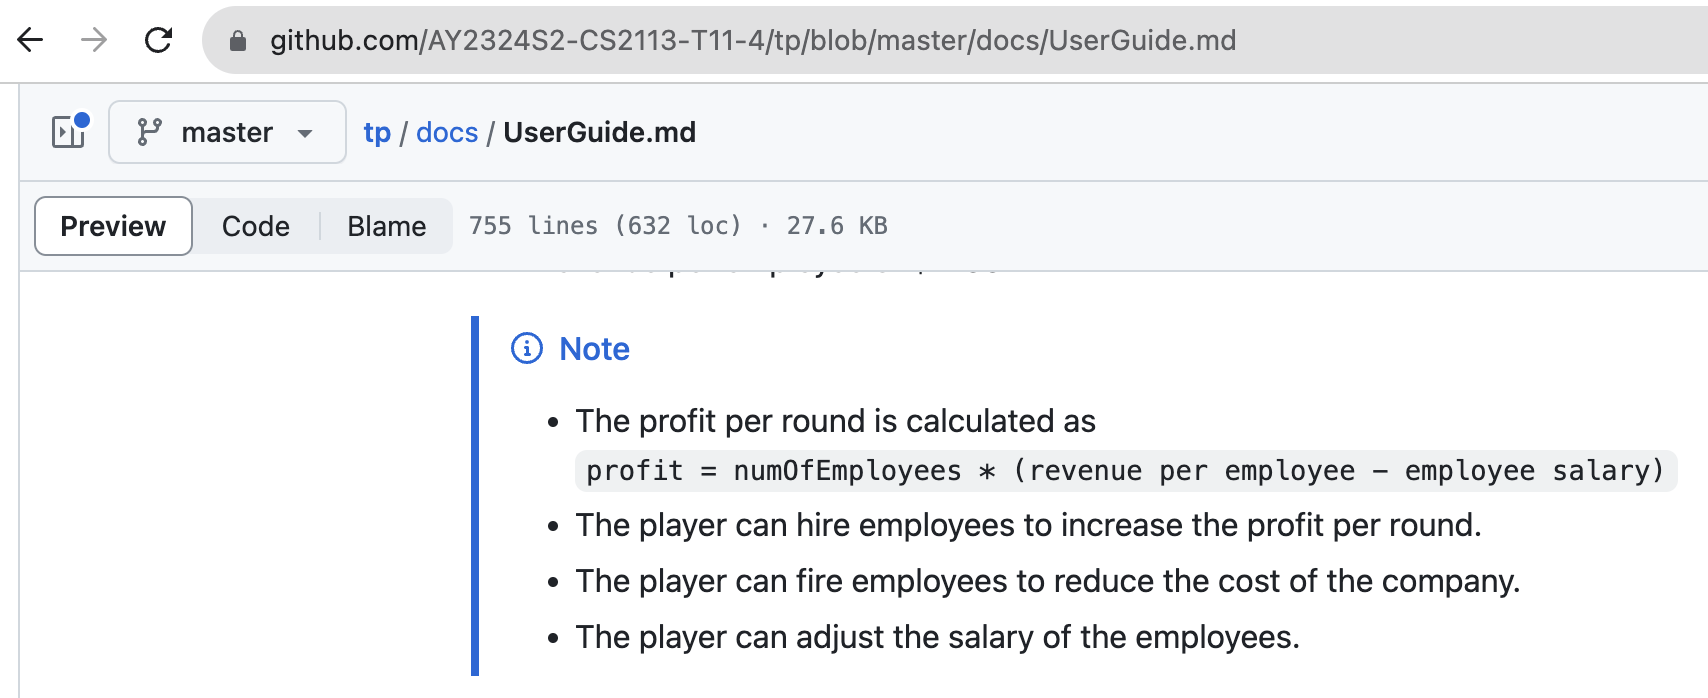 github.com/AY2324S2-CS2113-T11-4/tp/blob/master/docs/UserGuide.md
master tp / docs / UserGuide.md
Preview Code Blame 755 lines (632 loc) · 27.6 KB
Note
• The profit per round is calculated as
profit = numOfEmployees * (revenue per employee – employee salary)
• The player can hire employees to increase the profit per round.
• The player can fire employees to reduce the cost of the company.
• The player can adjust the salary of the employees.